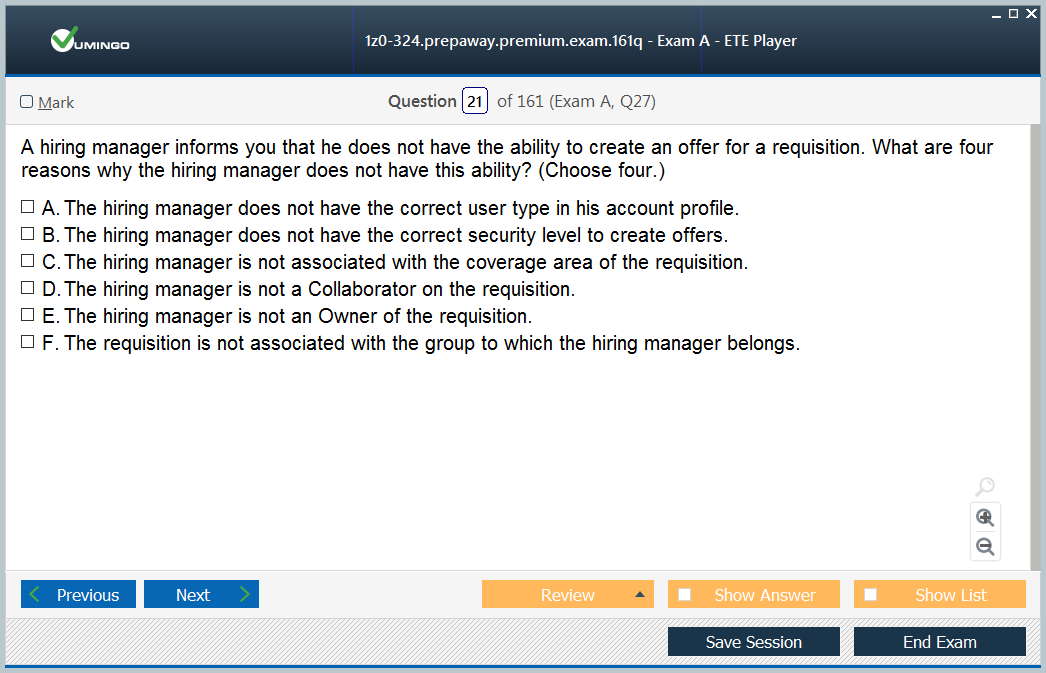 VUMINGO
1z0-324.prepaway.premium.exam.161q - Exam A - ETE Player
Mark
Question 21 of 161 (Exam A, Q27)
A hiring manager informs you that he does not have the ability to create an offer for a requisition. What are four
reasons why the hiring manager does not have this ability? (Choose four.)
A. The hiring manager does not have the correct user type in his account profile.
B. The hiring manager does not have the correct security level to create offers.
C. The hiring manager is not associated with the coverage area of the requisition.
D. The hiring manager is not a Collaborator on the requisition.
E. The hiring manager is not an Owner of the requisition.
F. The requisition is not associated with the group to which the hiring manager belongs.
Previous
Next
Review
Show Answer
Show List
Save Session
End Exam